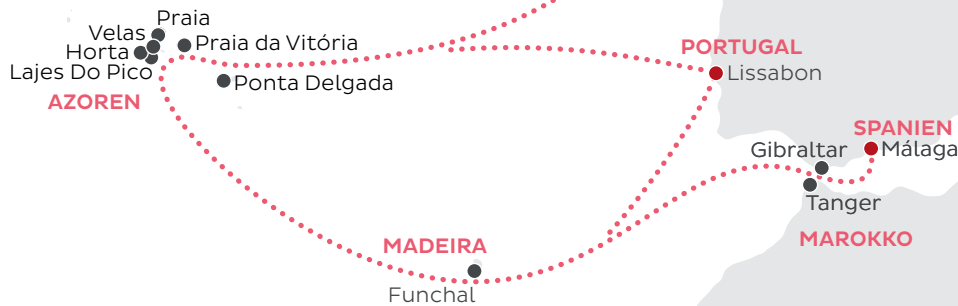 Praia
Velas
Praia da Vitória
Horta
Lajes Do Pico
Ponta Delgada
AZOREN
PORTUGAL
Lissabon
SPANIEN
Gibraltar
Málaga
Tanger
MAROKKO
MADEIRA
Funchal